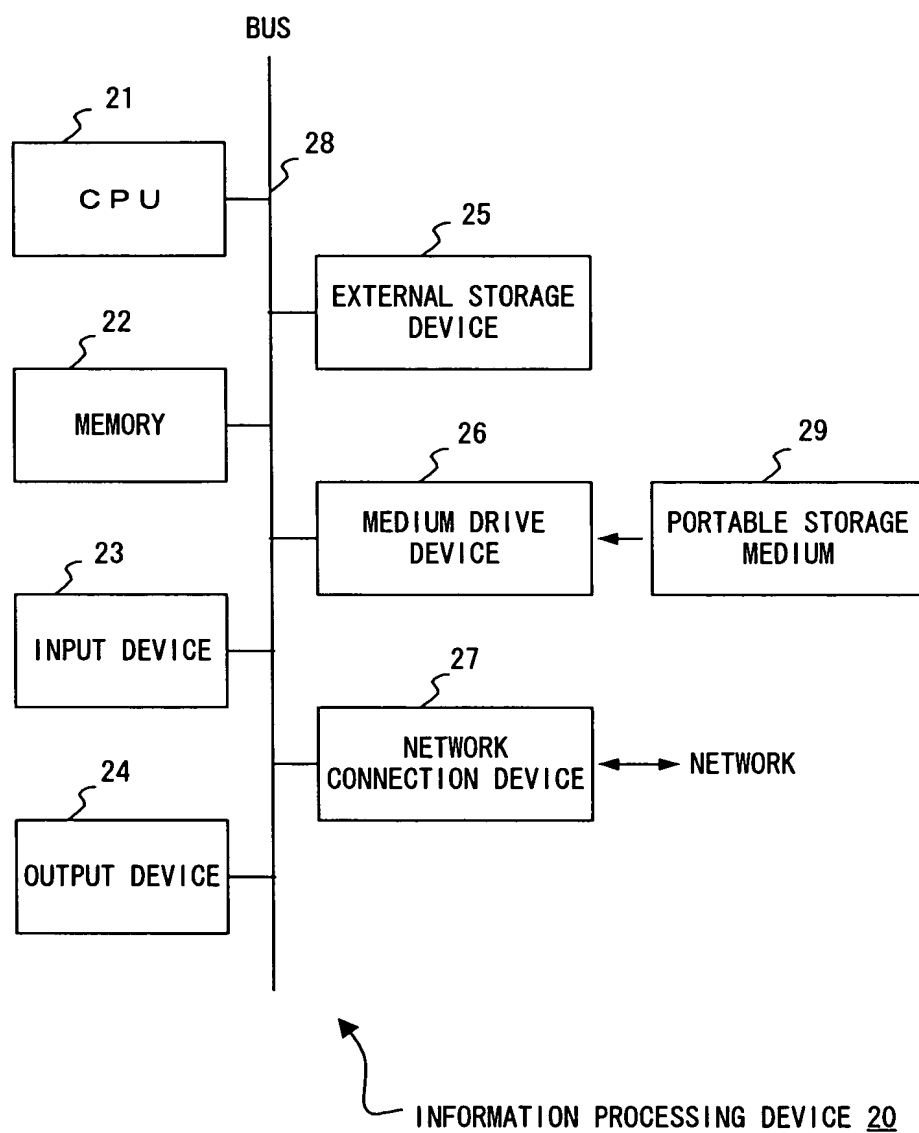 BUS
21
28
CPU
25
EXTERNAL STORAGE
DEVICE
22
MEMORY
26
29
MEDIUM DRIVE
DEVICE
PORTABLE STORAGE
MEDIUM
23
INPUT DEVICE
27
NETWORK
CONNECTION DEVICE
NETWORK
24
OUTPUT DEVICE
INFORMATION PROCESSING DEVICE 20